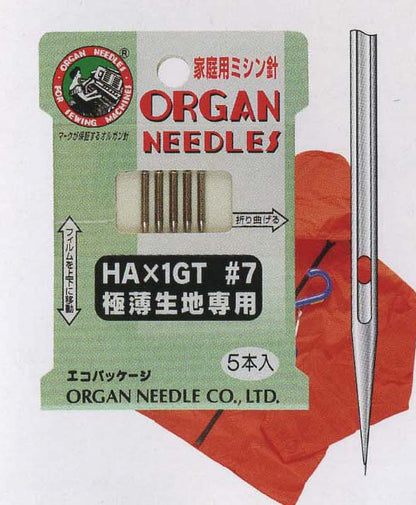 ORGAN NEEDLES
FOR SEWING MACHINES
®
マークが保証するオルガン針
家庭用ミシン針
ORGAN
NEEDLES
折り曲げる
フィルムを上下に移動
HA×1GT #7
極薄生地専用
5本入
エコパッケージ
ORGAN NEEDLE CO., LTD.